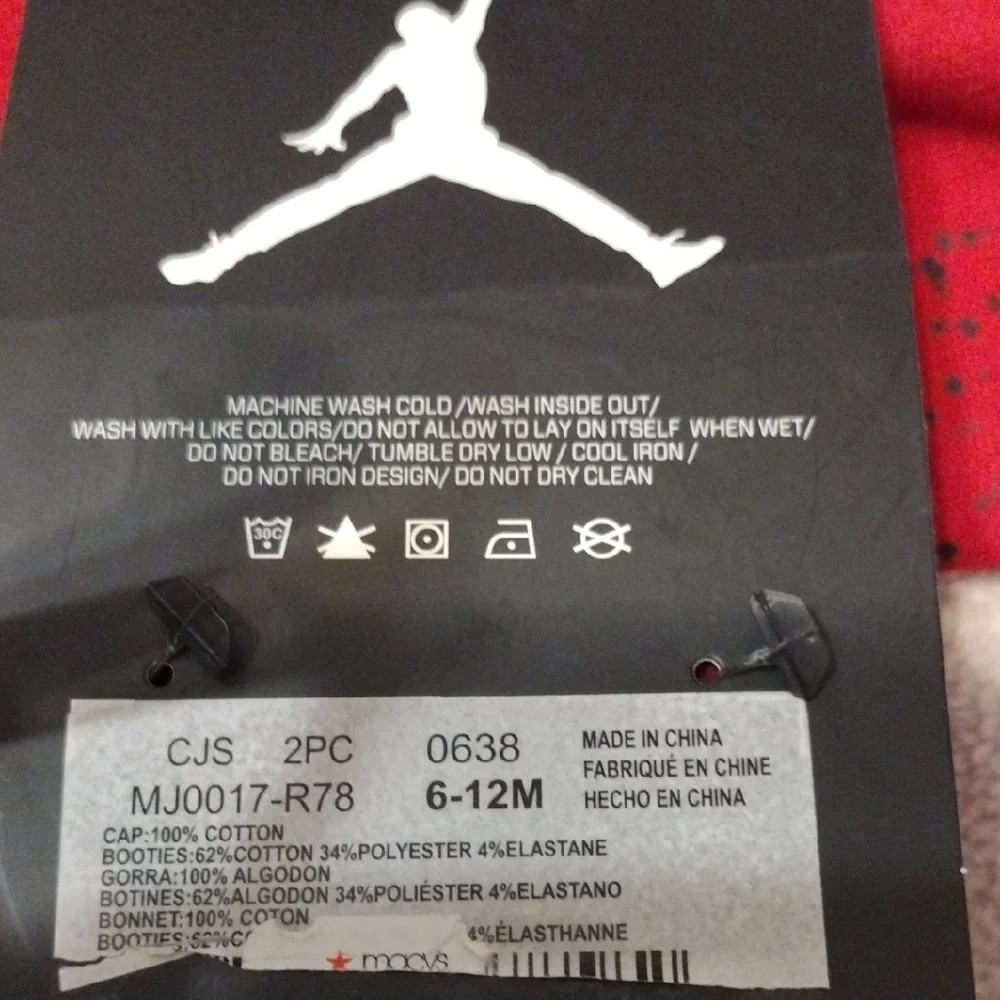 MACHINE WASH COLD /WASH INSIDE OUT/
WASH WITH LIKE COLORS/DO NOT ALLOW TO LAY ON ITSELF WHEN WET/
DO NOT BLEACH/ TUMBLE DRY LOW / COOL IRON /
DO NOT IRON DESIGN/ DO NOT DRY CLEAN
30C
CJS 2PC 0638
MJ0017-R78 6-12M
MADE IN CHINA
FABRIQUÉ EN CHINE
HECHO EN CHINA
CAP:100% COTTON
BOOTIES:62%COTTON 34%POLYESTER 4%ELASTANE
GORRA:100% ALGODON
BOTINES:62%ALGODON 34%POLIÉSTER 4%ELASTANO
BONNET:100% COTON
BOOTIES:62%C 4%ÉLASTHANNE
macys